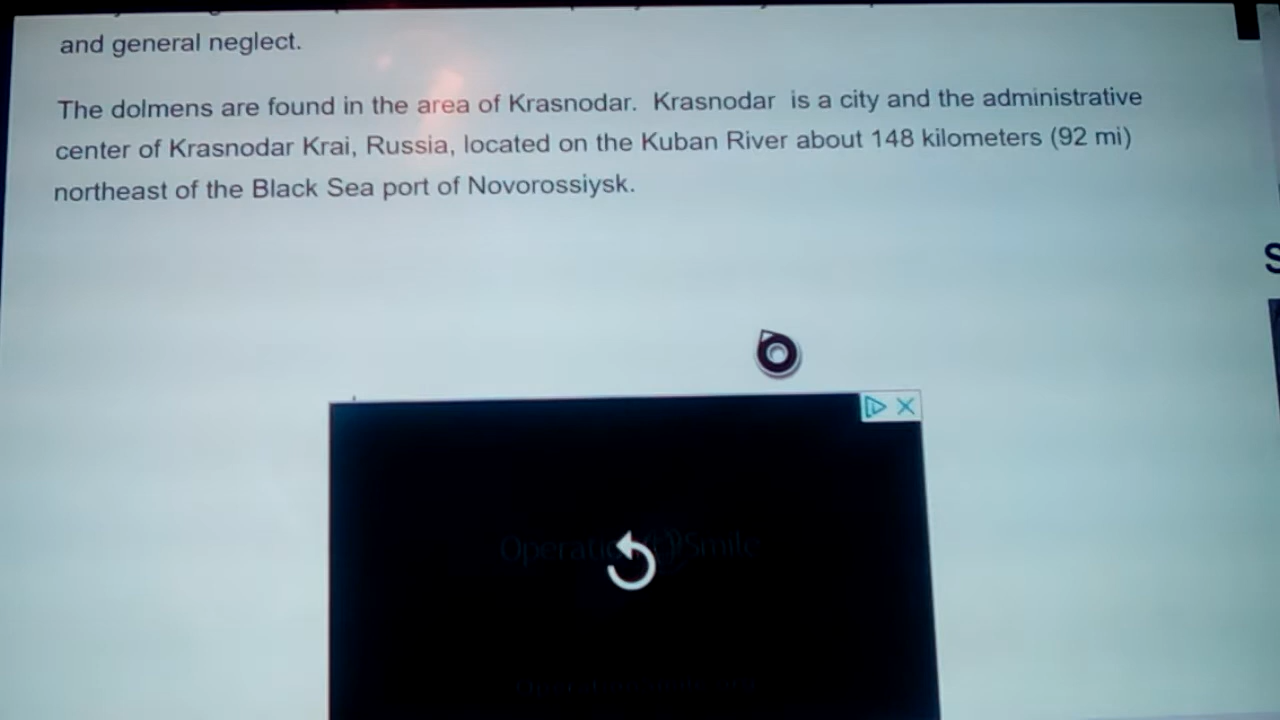 and general neglect.
The dolmens are found in the area of Krasnodar.  Krasnodar  is a city and the administrative
center of Krasnodar Krai, Russia, located on the Kuban River about 148 kilometers (92 mi)
northeast of the Black Sea port of Novorossiysk.
S
Operation Smile